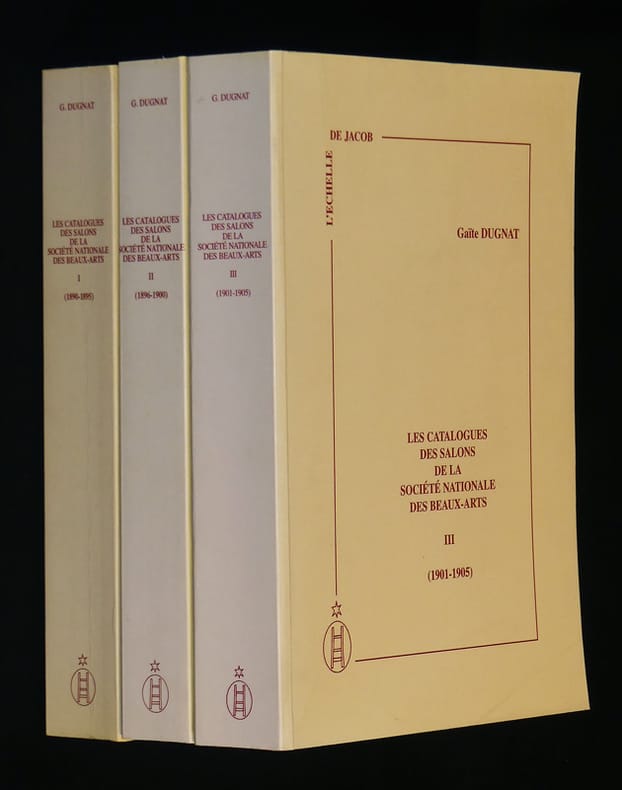 G. DUGNAT
LES CATALOGUES
DES SALONS
DE LA
SOCIÉTÉ NATIONALE
DES BEAUX-ARTS
I
(1890-1895)
G. DUGNAT
LES CATALOGUES
DES SALONS
DE LA
SOCIÉTÉ NATIONALE
DES BEAUX-ARTS
II
(1896-1900)
G. DUGNAT
LES CATALOGUES
DES SALONS
DE LA
SOCIÉTÉ NATIONALE
DES BEAUX-ARTS
III
(1901-1905)
L'ECHELLE
DE JACOB
Gaïte DUGNAT
LES CATALOGUES
DES SALONS
DE LA
SOCIÉTÉ NATIONALE
DES BEAUX-ARTS
III
(1901-1905)